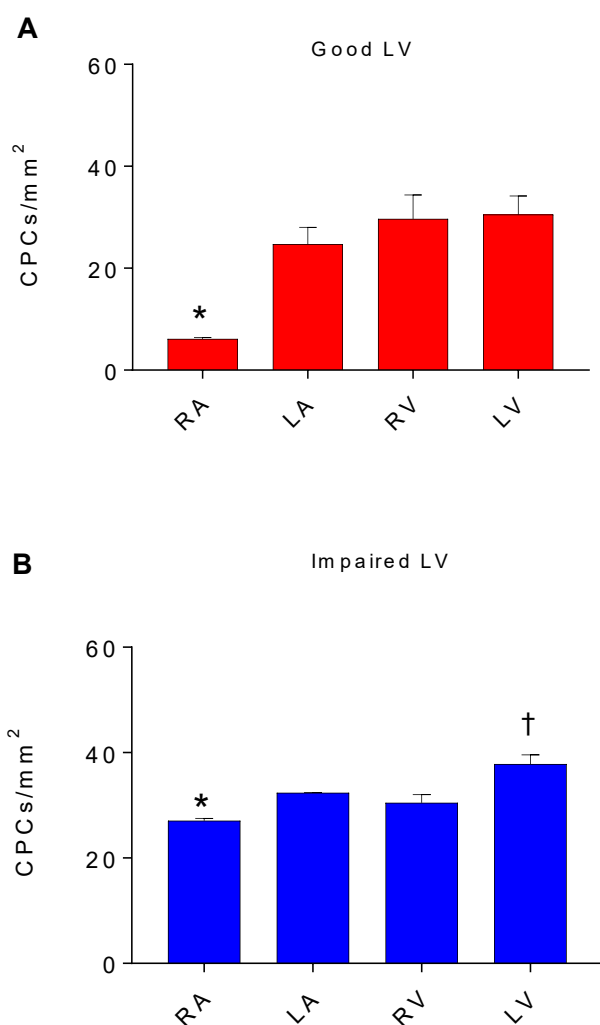 A
Good LV
60
40
20
0
CPCs/mm²
*
RA
LA
RV
LV
B
Impaired LV
60
40
20
0
CPCs/mm²
*
†
RA
LA
RV
LV